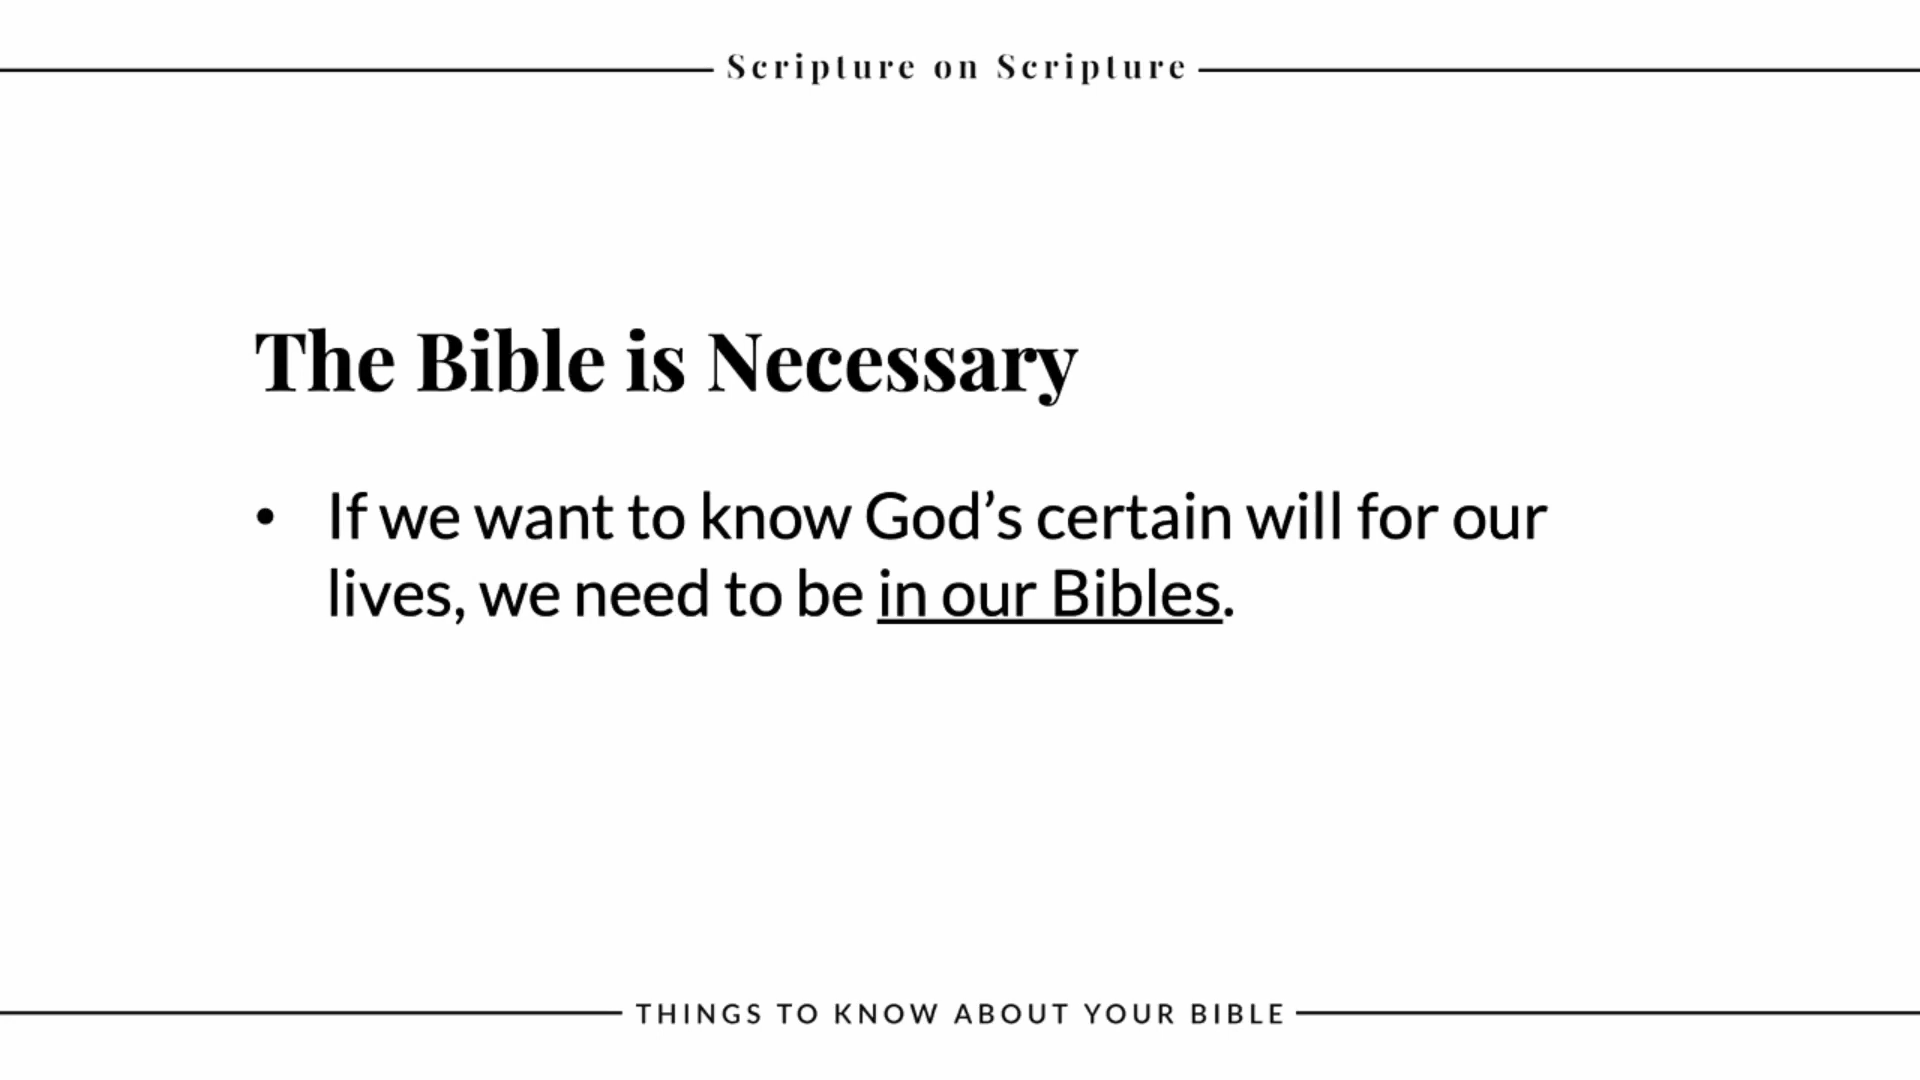 Scripture on Scripture
The Bible is Necessary
• If we want to know God’s certain will for our
lives, we need to be in our Bibles.
THINGS TO KNOW ABOUT YOUR BIBLE